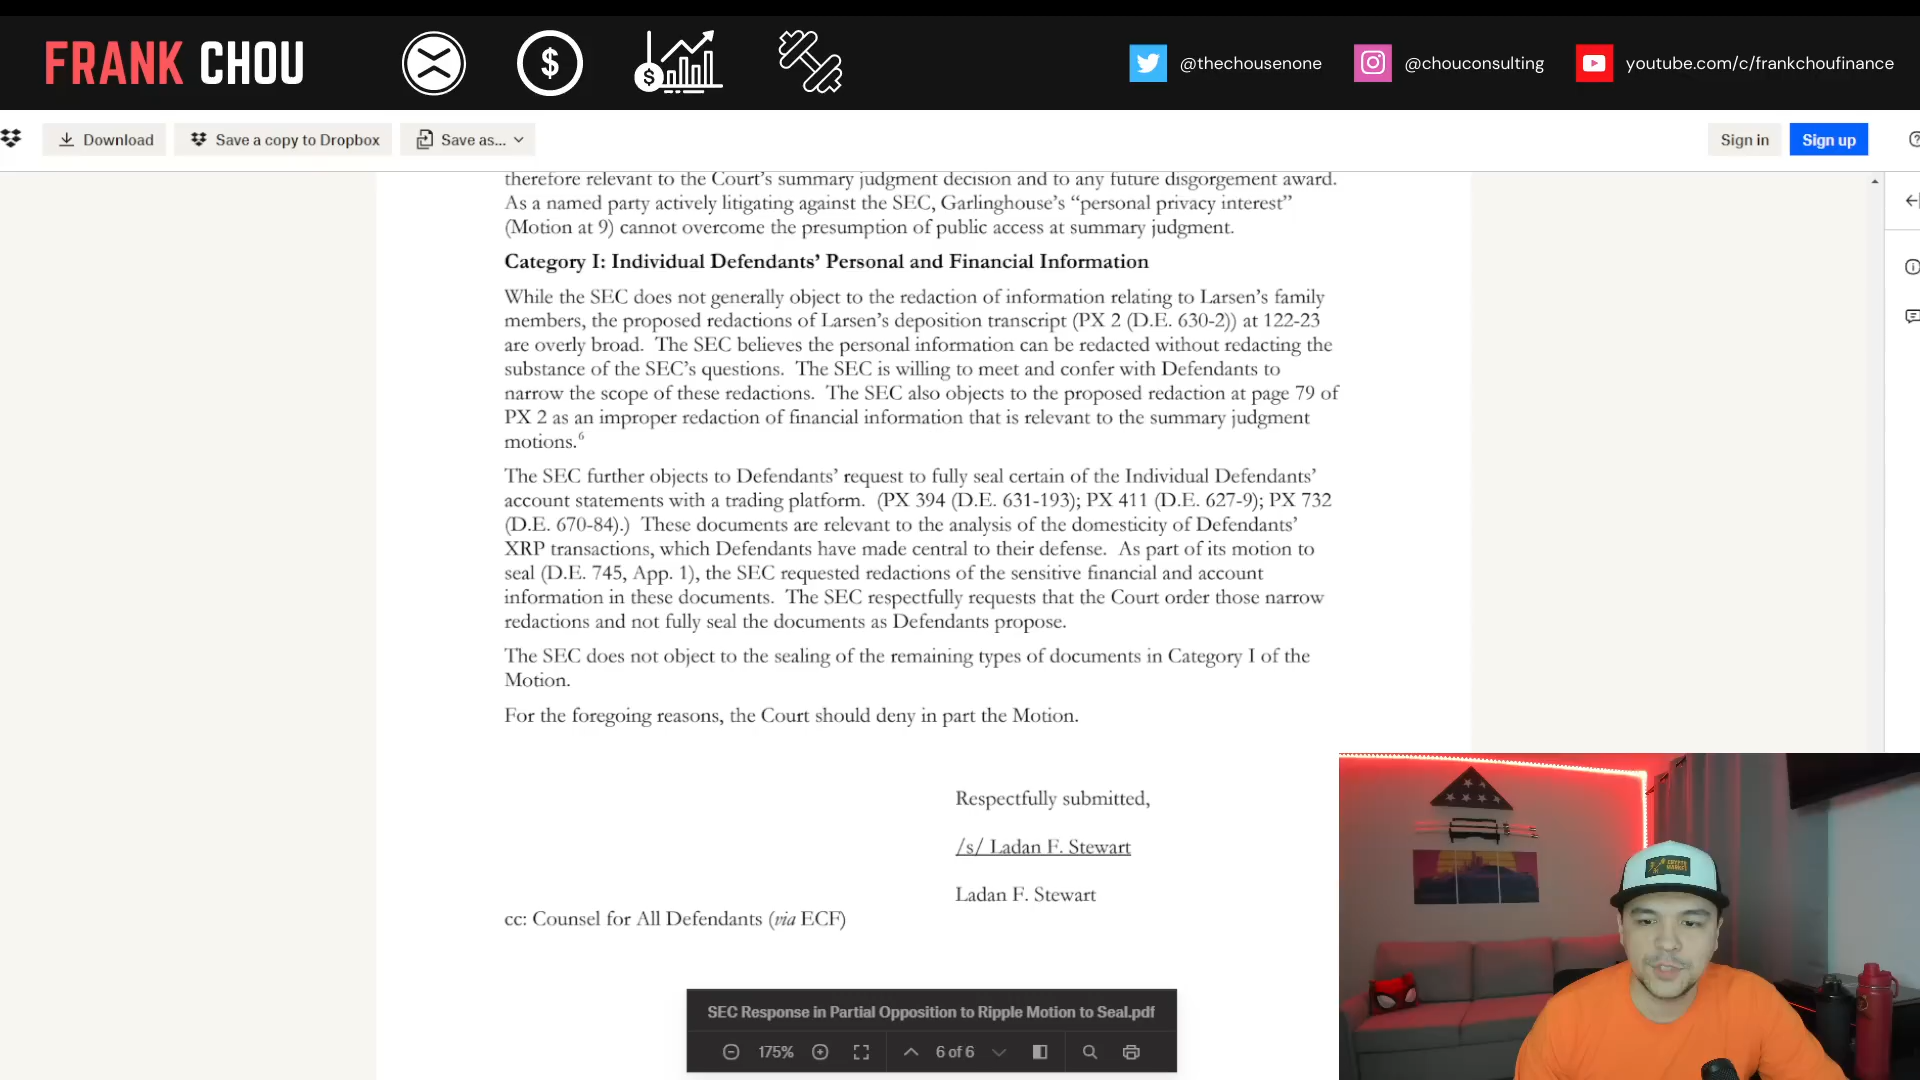 FRANK CHOU
@thechousenone
@chouconsulting
youtube.com/c/frankchoufinance
Download
Save a copy to Dropbox
Save as...
Sign in
Sign up
therefore relevant to the Court's summary judgment decision and to any future disgorgement award.
As a named party actively litigating against the SEC, Garlinghouse's “personal privacy interest”
(Motion at 9) cannot overcome the presumption of public access at summary judgment.
Category I: Individual Defendants' Personal and Financial Information
While the SEC does not generally object to the redaction of information relating to Larsen's family
members, the proposed redactions of Larsen's deposition transcript (PX 2 (D.E. 630-2)) at 122-23
are overly broad. The SEC believes the personal information can be redacted without redacting the
substance of the SEC's questions. The SEC is willing to meet and confer with Defendants to
narrow the scope of these redactions. The SEC also objects to the proposed redaction at page 79 of
PX 2 as an improper redaction of financial information that is relevant to the summary judgment
motions.6
The SEC further objects to Defendants' request to fully seal certain of the Individual Defendants'
account statements with a trading platform. (PX 394 (D.E. 631-193); PX 411 (D.E. 627-9); PX 732
(D.E. 670-84).) These documents are relevant to the analysis of the domesticity of Defendants'
XRP transactions, which Defendants have made central to their defense. As part of its motion to
seal (D.E. 745, App. 1), the SEC requested redactions of the sensitive financial and account
information in these documents. The SEC respectfully requests that the Court order those narrow
redactions and not fully seal the documents as Defendants propose.
The SEC does not object to the sealing of the remaining types of documents in Category I of the
Motion.
For the foregoing reasons, the Court should deny in part the Motion.
Respectfully submitted,
/s/ Ladan F. Stewart
Ladan F. Stewart
cc: Counsel for All Defendants (via ECF)
SEC Response in Partial Opposition to Ripple Motion to Seal.pdf
175%
6 of 6